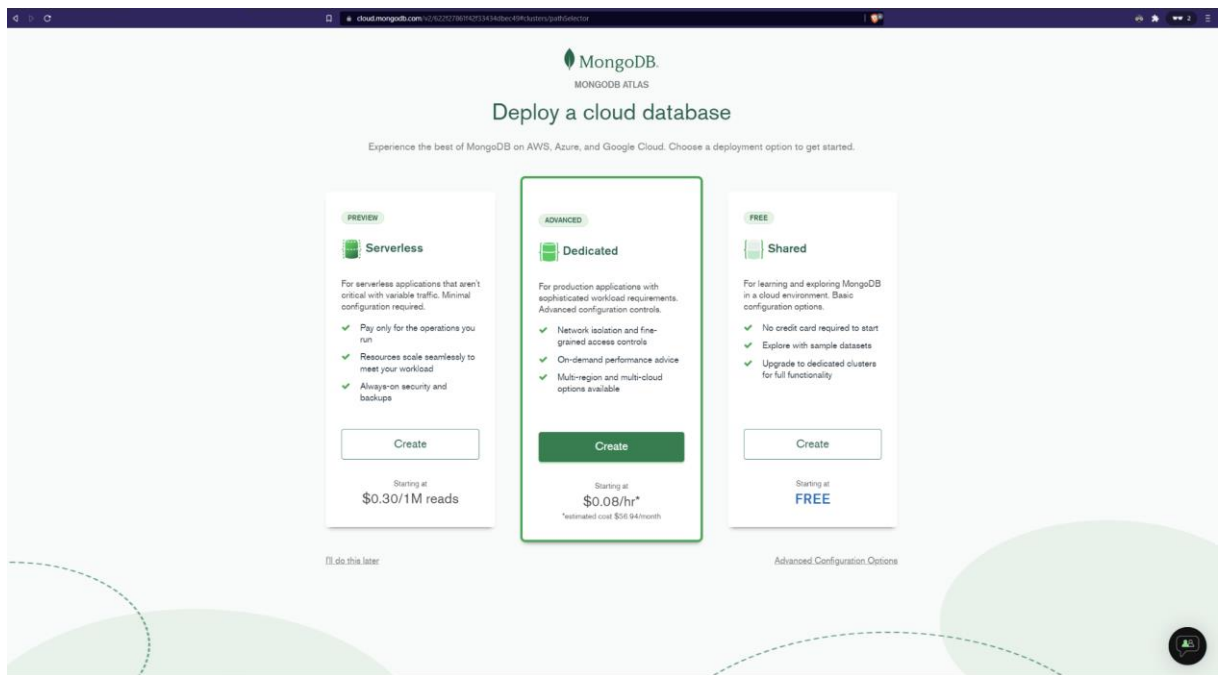 cloud.mongodb.com/v2/622f27861f42f33434dbec49#clusters/pathSelector
2
MongoDB.
MONGODB ATLAS
Deploy a cloud database
Experience the best of MongoDB on AWS, Azure, and Google Cloud. Choose a deployment option to get started.
PREVIEW
Serverless
For serverless applications that aren't
critical with variable traffic. Minimal
configuration required.
Pay only for the operations you
run
Resources scale seamlessly to
meet your workload
Always-on security and
backups
Create
Starting at
$0.30/1M reads
ADVANCED
Dedicated
For production applications with
sophisticated workload requirements.
Advanced configuration controls.
Network isolation and fine-
grained access controls
On-demand performance advice
Multi-region and multi-cloud
options available
Create
Starting at
$0.08/hr*
*estimated cost $56.94/month
FREE
Shared
For learning and exploring MongoDB
in a cloud environment. Basic
configuration options.
No credit card required to start
Explore with sample datasets
Upgrade to dedicated clusters
for full functionality
Create
Starting at
FREE
I'll do this later
Advanced Configuration Options